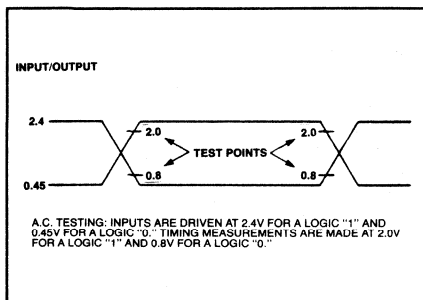 INPUT/OUTPUT
2.4
2.0
2.0
TEST POINTS
0.8
0.8
0.45
A.C. TESTING: INPUTS ARE DRIVEN AT 2.4V FOR A LOGIC "1" AND
0.45V FOR A LOGIC "0." TIMING MEASUREMENTS ARE MADE AT 2.0V
FOR A LOGIC "1" AND 0.8V FOR A LOGIC "0."